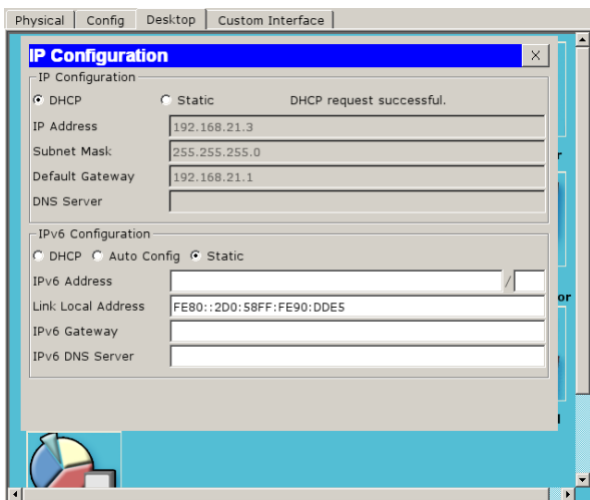 Physical Config Desktop Custom Interface
IP Configuration X
IP Configuration
DHCP Static DHCP request successful.
IP Address 192.168.21.3
Subnet Mask 255.255.255.0
Default Gateway 192.168.21.1
DNS Server
IPv6 Configuration
DHCP Auto Config Static
IPv6 Address /
Link Local Address FE80::2D0:58FF:FE90:DDE5
IPv6 Gateway
IPv6 DNS Server